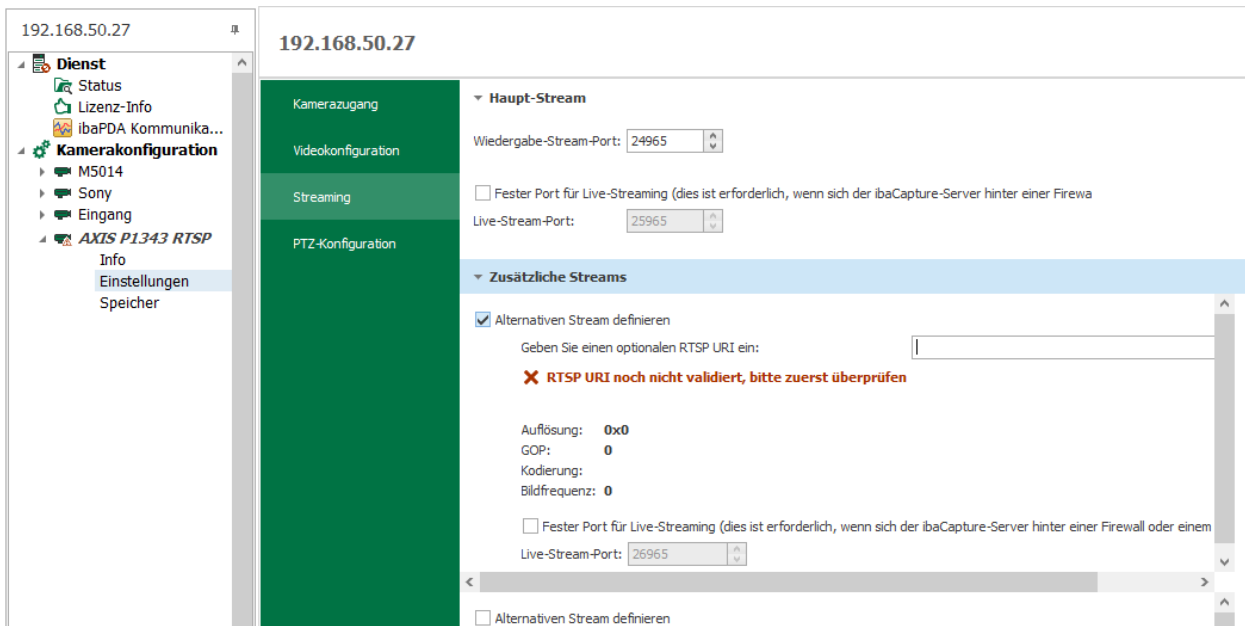 192.168.50.27
Dienst
Status
Lizenz-Info
ibaPDA Kommunika...
Kamerakonfiguration
M5014
Sony
Eingang
AXIS P1343 RTSP
Info
Einstellungen
Speicher
192.168.50.27
Kamerazugang
Videokonfiguration
Streaming
PTZ-Konfiguration
Haupt-Stream
Wiedergabe-Stream-Port: 24965
Fester Port für Live-Streaming (dies ist erforderlich, wenn sich der ibaCapture-Server hinter einer Firewa
Live-Stream-Port: 25965
Zusätzliche Streams
Alternativen Stream definieren
Geben Sie einen optionalen RTSP URI ein:
RTSP URI noch nicht validiert, bitte zuerst überprüfen
Auflösung: 0x0
GOP: 0
Kodierung:
Bildfrequenz: 0
Fester Port für Live-Streaming (dies ist erforderlich, wenn sich der ibaCapture-Server hinter einer Firewall oder einem
Live-Stream-Port: 26965
Alternativen Stream definieren